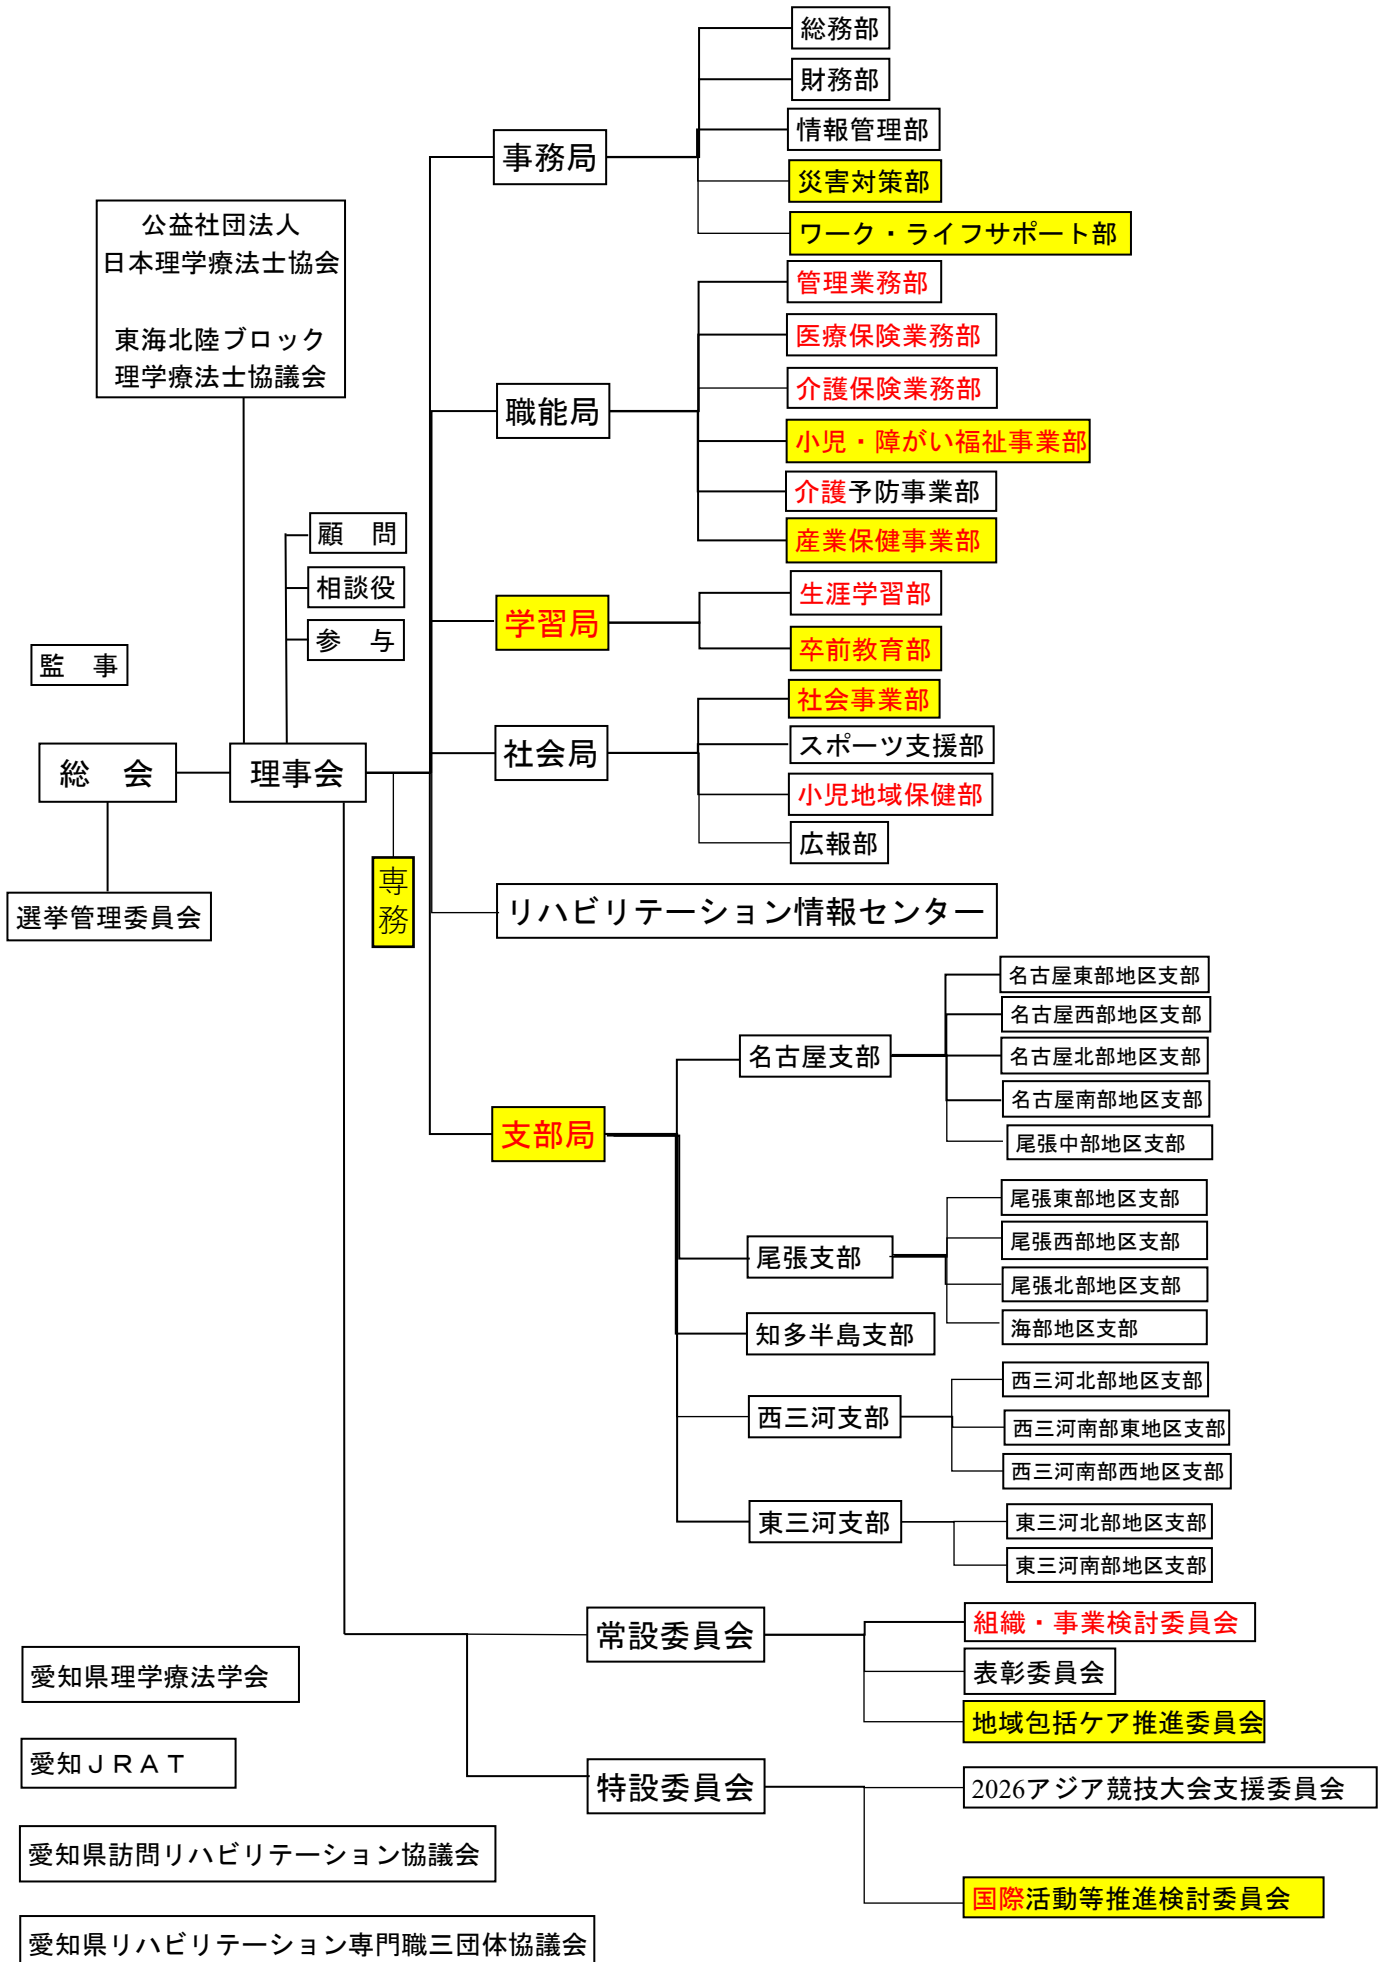 総務部
財務部
情報管理部
災害対策部
ワーク・ライフサポート部
事務局
公益社団法人
日本理学療法士協会
東海北陸ブロック
理学療法士協議会
管理業務部
医療保険業務部
介護保険業務部
小児・障がい福祉事業部
介護予防事業部
産業保健事業部
職能局
顧　問
相談役
参　与
監　事
学習局
生涯学習部
卒前教育部
社会局
社会事業部
スポーツ支援部
小児地域保健部
広報部
総　会
理事会
専務
選挙管理委員会
リハビリテーション情報センター
支部局
名古屋支部
名古屋東部地区支部
名古屋西部地区支部
名古屋北部地区支部
名古屋南部地区支部
尾張中部地区支部
尾張支部
尾張東部地区支部
尾張西部地区支部
尾張北部地区支部
海部地区支部
知多半島支部
西三河支部
西三河北部地区支部
西三河南部東地区支部
西三河南部西地区支部
東三河支部
東三河北部地区支部
東三河南部地区支部
常設委員会
組織・事業検討委員会
表彰委員会
地域包括ケア推進委員会
特設委員会
2026アジア競技大会支援委員会
国際活動等推進検討委員会
愛知県理学療法学会
愛知ＪＲＡＴ
愛知県訪問リハビリテーション協議会
愛知県リハビリテーション専門職三団体協議会